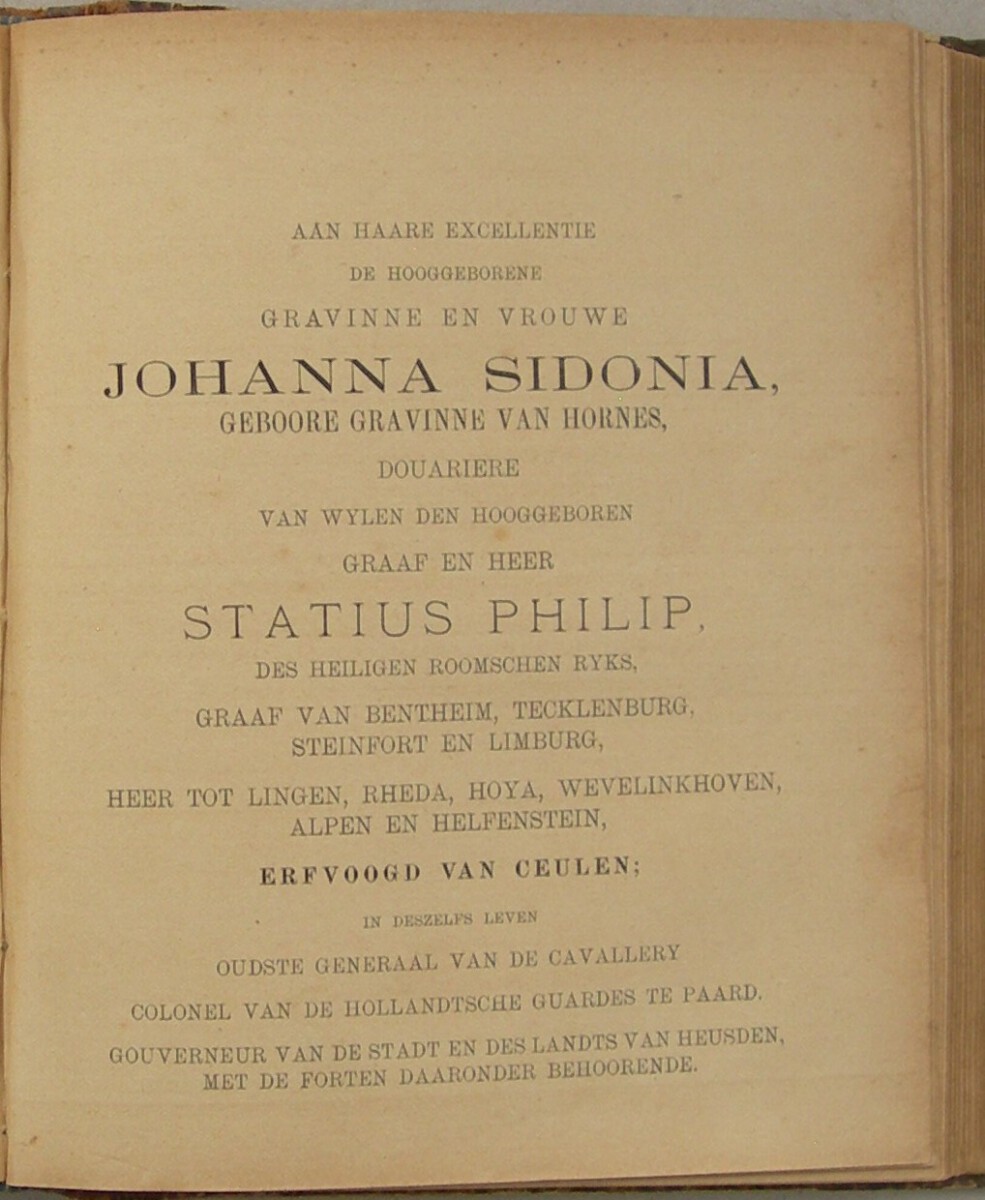 AAN HAARE EXCELLENTIE
DE HOOGGEBORENE
GRAVINNE EN VROUWE
JOHANNA SIDONIA,
GEBOORE GRAVINNE VAN HORNES,
DOUARIERE
VAN WYLEN DEN HOOGGEBOREN
GRAAF EN HEER
STATIUS PHILIP,
DES HEILIGEN ROOMSCHEN RYKS,
GRAAF VAN BENTHEIM, TECKLENBURG,
STEINFORT EN LIMBURG,
HEER TOT LINGEN, RHEDA, HOYA, WEVELINKHOVEN,
ALPEN EN HELFENSTEIN,
ERFVOOGD VAN CEULEN;
IN DESZELFS LEVEN
OUDSTE GENERAAL VAN DE CAVALLERY
COLONEL VAN DE HOLLANDTSCHE GUARDES TE PAARD.
GOUVERNEUR VAN DE STADT EN DES LANDTS VAN HEUSDEN,
MET DE FORTEN DAARONDER BEHOORENDE.